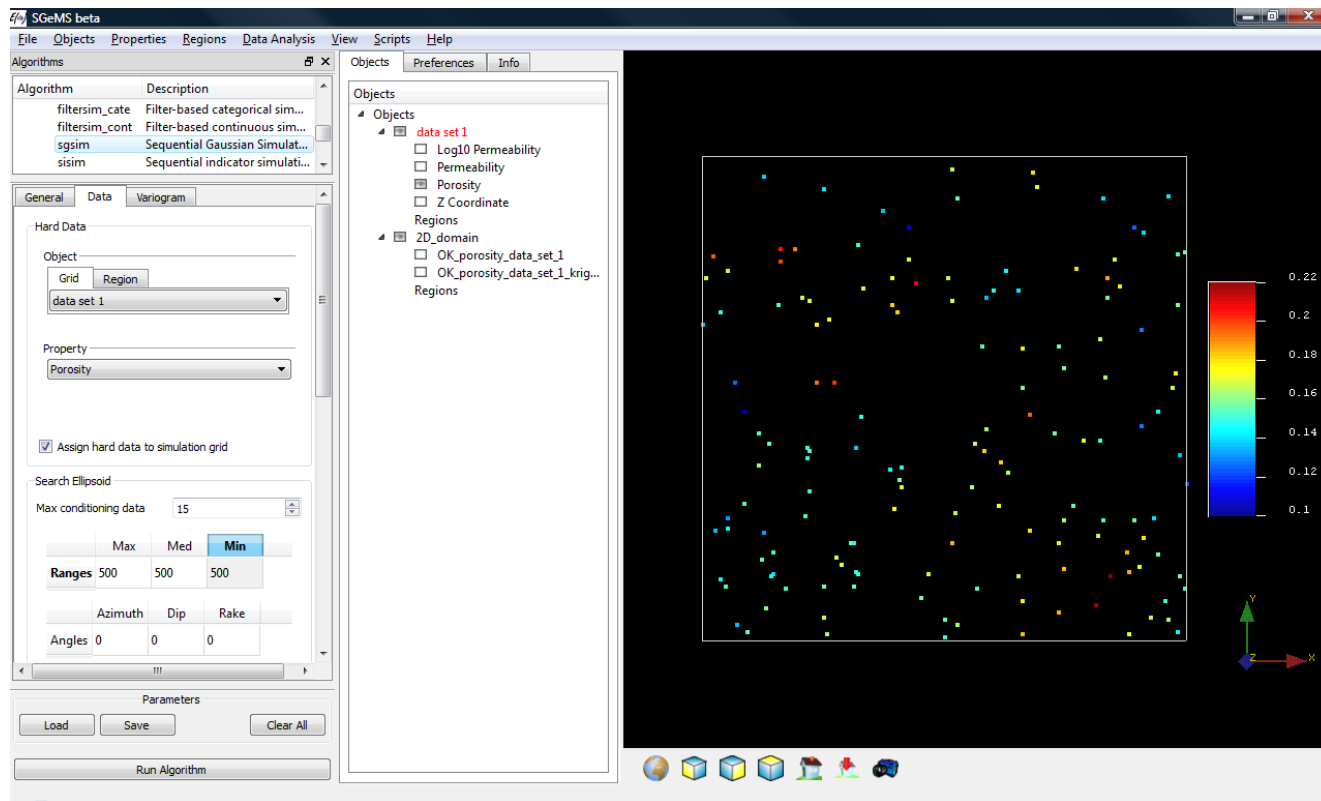 SGeMS beta
File Objects Properties Regions Data Analysis View Scripts Help
Algorithms
Algorithm Description
filtersim_cate Filter-based categorical sim...
filtersim_cont Filter-based continuous sim...
sgsim Sequential Gaussian Simulat...
sisim Sequential indicator simulati...
General Data Variogram
Hard Data
Object
Grid Region
data set 1
Property
Porosity
Assign hard data to simulation grid
Search Ellipsoid
Max conditioning data 15
Max Med Min
Ranges 500 500 500
Azimuth Dip Rake
Angles 0 0 0
Parameters
Load Save Clear All
Run Algorithm
Objects Preferences Info
Objects
Objects
data set 1
Log10 Permeability
Permeability
Porosity
Z Coordinate
Regions
2D_domain
OK_porosity_data_set_1
OK_porosity_data_set_1_krig...
Regions
0.22
0.2
0.18
0.16
0.14
0.12
0.1
Y
Z X